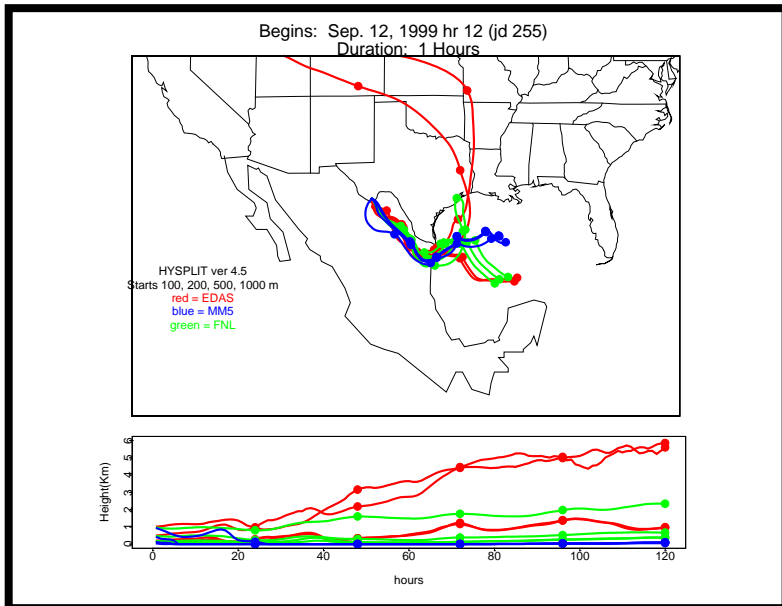 Begins: Sep. 12, 1999 hr 12 (jd 255)
Duration: 1 Hours
HYSPLIT ver 4.5
Starts 100, 200, 500, 1000 m
red = EDAS
blue = MM5
green = FNL
Height(Km)
6
5
4
3
2
1
0
0 20 40 60 80 100 120
hours